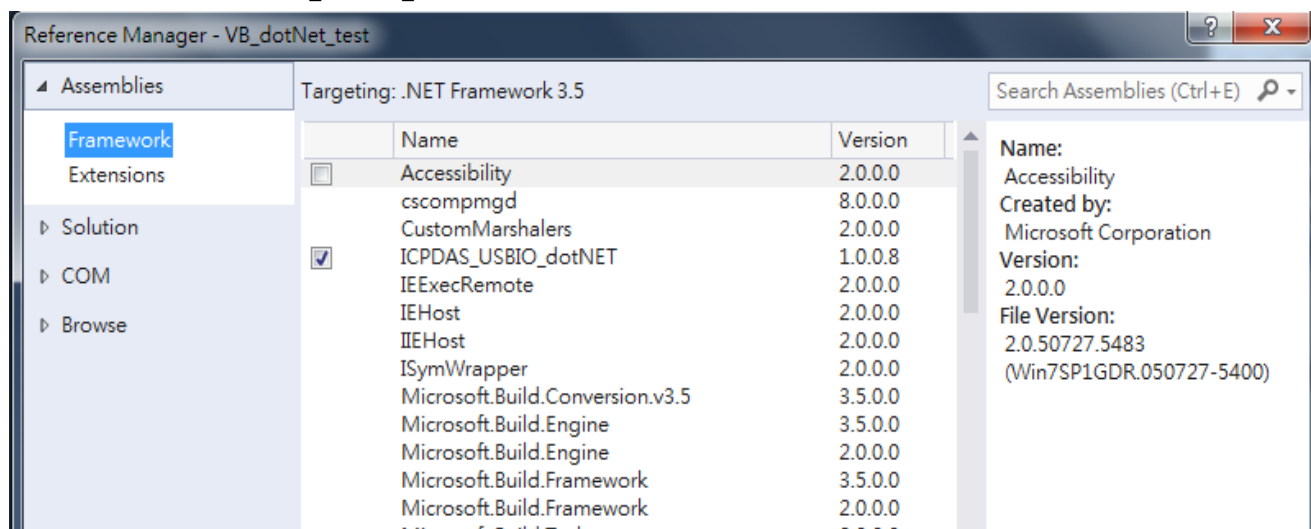 Reference Manager - VB_dotNet_test
Assemblies
Framework
Extensions
Solution
COM
Browse
Targeting: .NET Framework 3.5
Search Assemblies (Ctrl+E)
Name Version
Accessibility 2.0.0.0
cscompmgd 8.0.0.0
CustomMarshalers 2.0.0.0
ICPDAS_USBIO_dotNET 1.0.0.8
IEExecRemote 2.0.0.0
IEHost 2.0.0.0
IIEHost 2.0.0.0
ISymWrapper 2.0.0.0
Microsoft.Build.Conversion.v3.5 3.5.0.0
Microsoft.Build.Engine 3.5.0.0
Microsoft.Build.Engine 2.0.0.0
Microsoft.Build.Framework 3.5.0.0
Microsoft.Build.Framework 2.0.0.0
Name:
Accessibility
Created by:
Microsoft Corporation
Version:
2.0.0.0
File Version:
2.0.50727.5483
(Win7SP1GDR.050727-5400)